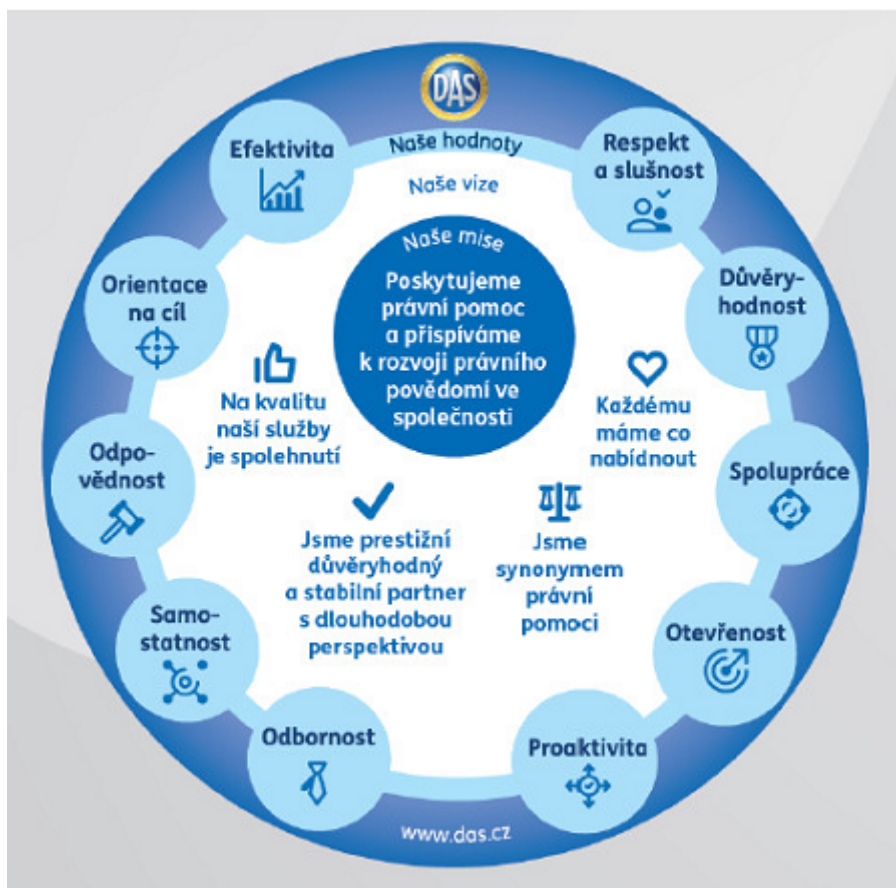 DAS
Naše hodnoty
Naše vize
Naše mise
Poskytujeme
právní pomoc
a přispíváme
k rozvoji právního
povědomí ve
společnosti
Na kvalitu
naší služby
je spolehnutí
Jsme prestižní
důvěryhodný
a stabilní partner
s dlouhodobou
perspektivou
Jsme
synonymem
právní
pomoci
Každému
máme co
nabídnout
Respekt
a slušnost
Důvěry-
hodnost
Spolupráce
Otevřenost
Proaktivita
Odbornost
Samo-
statnost
Odpo-
vědnost
Orientace
na cíl
Efektivita
www.das.cz